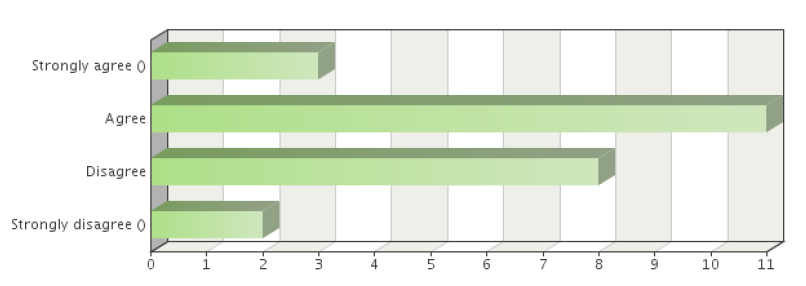 Strongly agree ()
Agree
Disagree
Strongly disagree ()
0 1 2 3 4 5 6 7 8 9 10 11